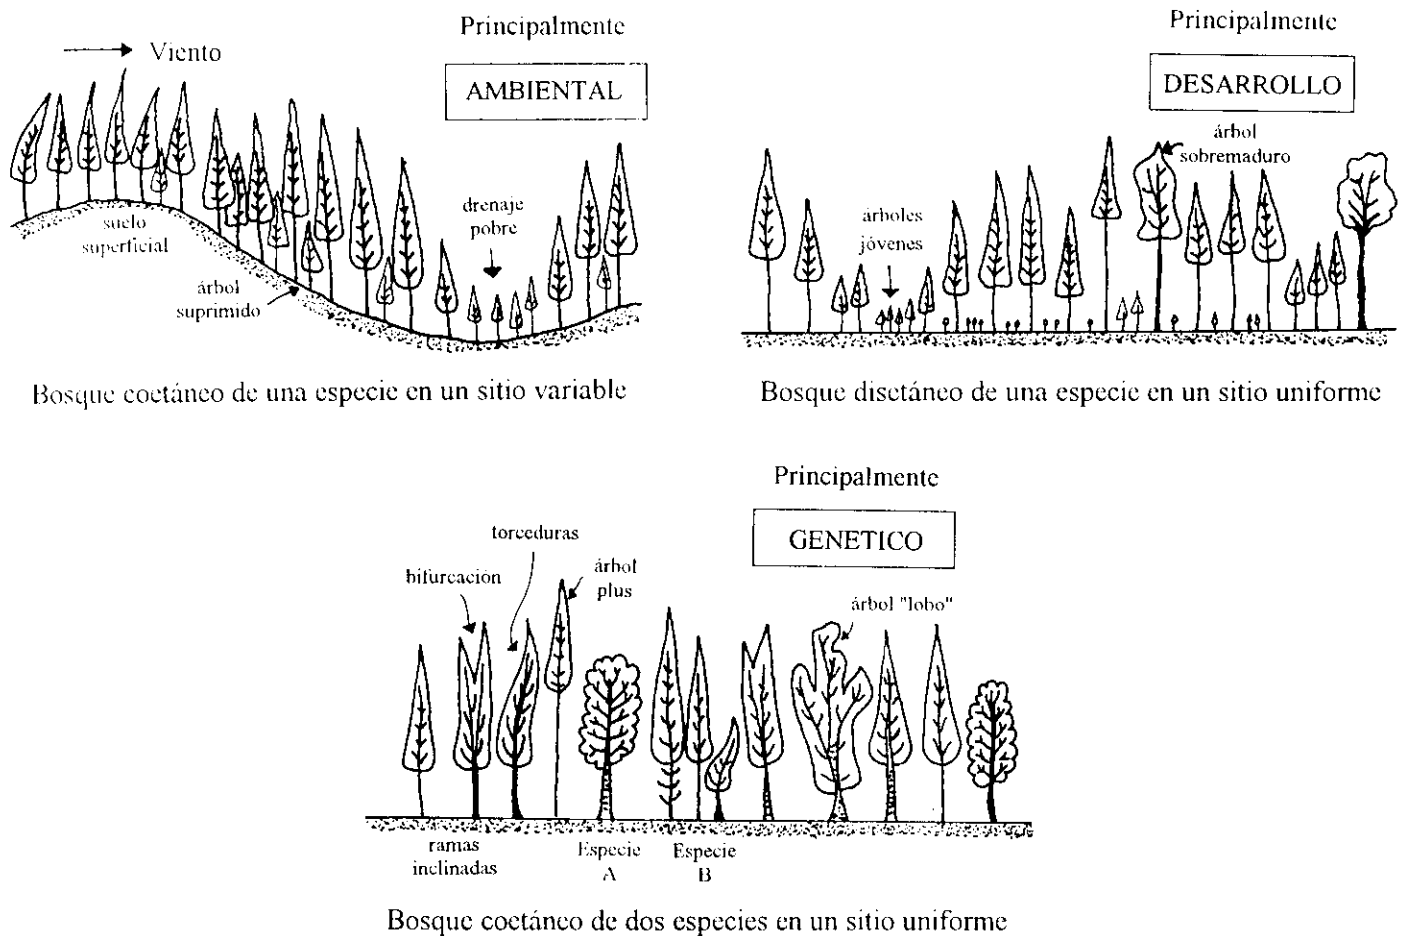 Principalmente
AMBIENTAL
Viento
suelo
superficial
árbol
suprimido
drenaje
pobre
Bosque coetáneo de una especie en un sitio variable
Principalmente
DESARROLLO
árbol
sobremaduro
árboles
jóvenes
Bosque disetáneo de una especie en un sitio uniforme
Principalmente
GENETICO
torceduras
bifurcación
árbol
plus
árbol "lobo"
ramas
inclinadas
Especie
A
Especie
B
Bosque coetáneo de dos especies en un sitio uniforme